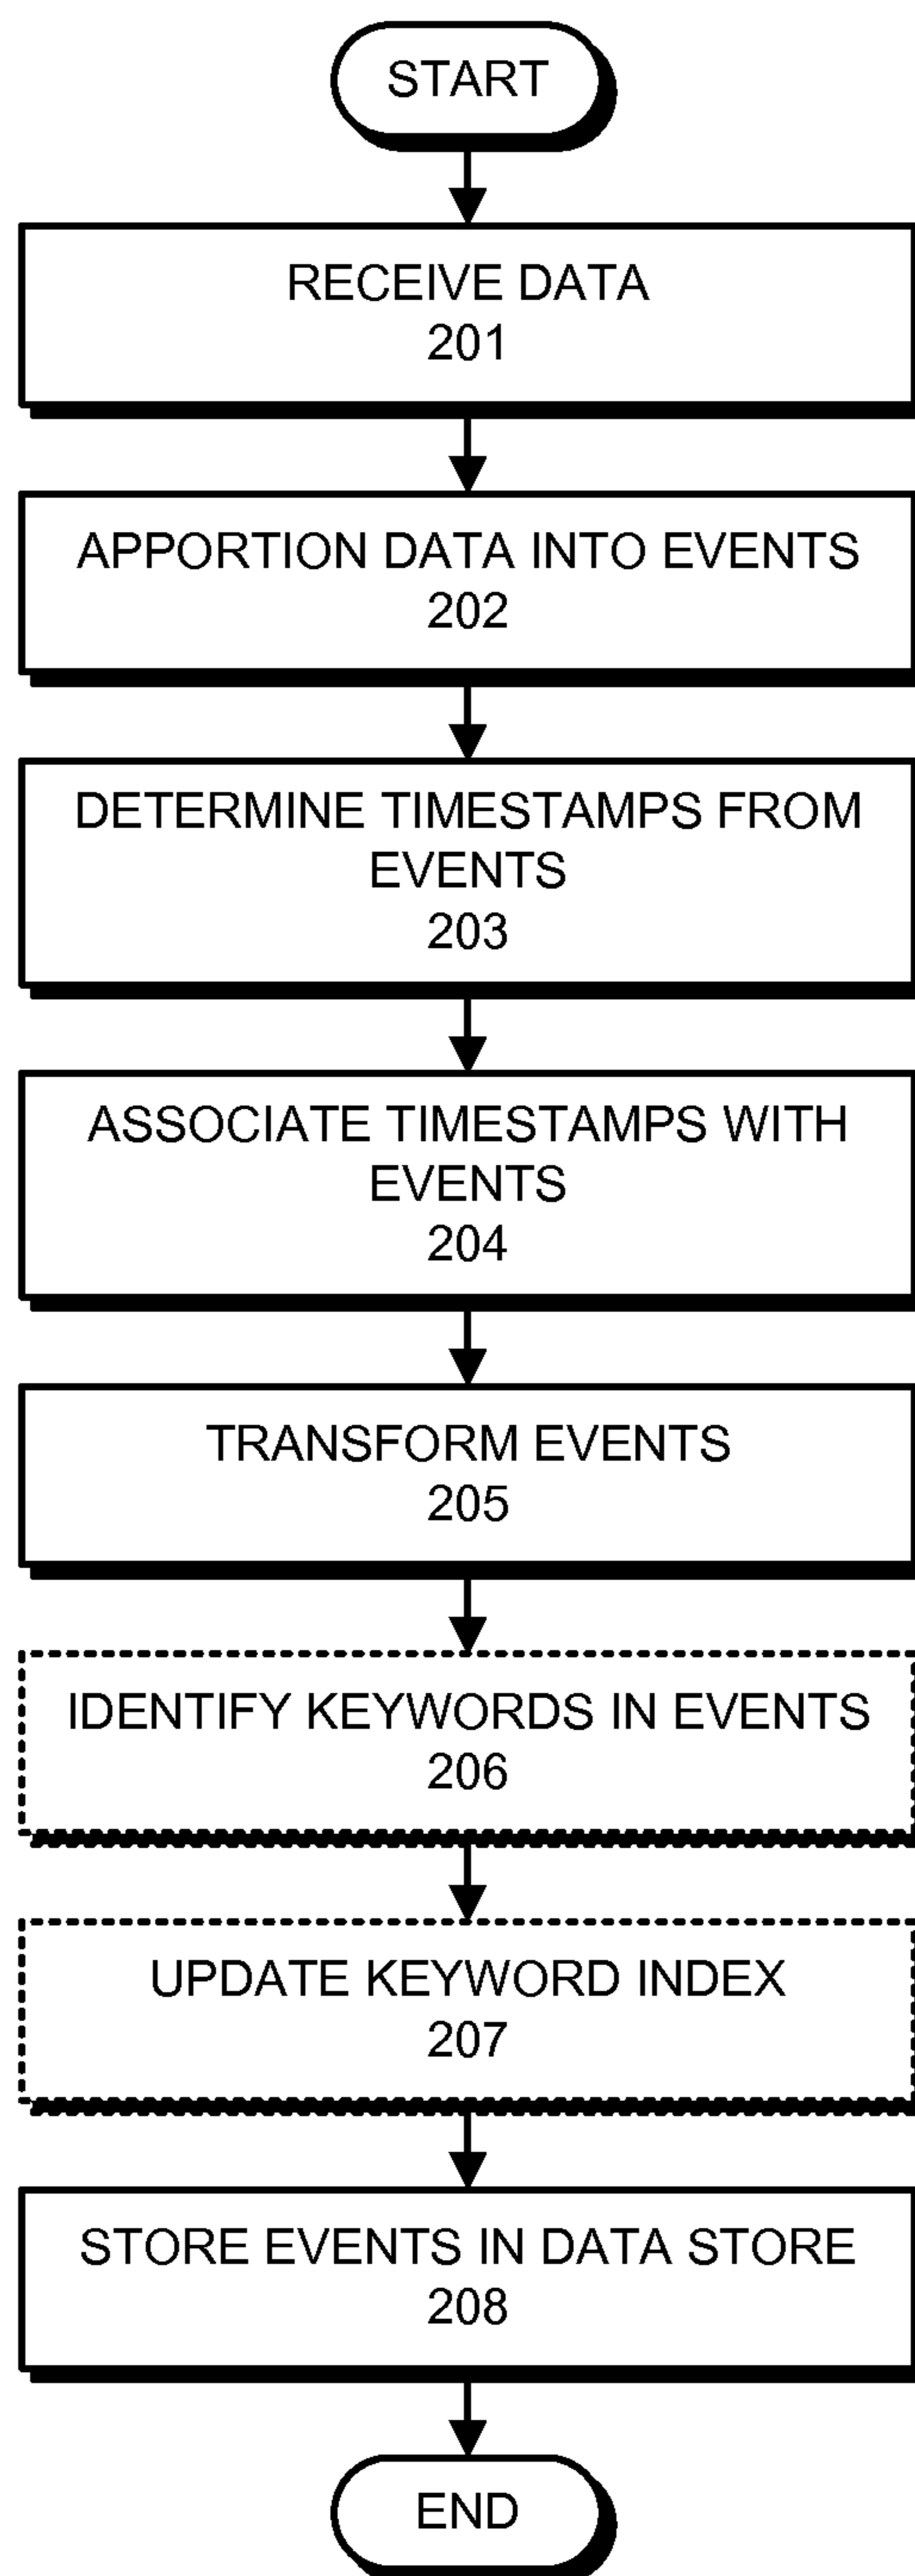 START
RECEIVE DATA
201
APPORTION DATA INTO EVENTS
202
DETERMINE TIMESTAMPS FROM
EVENTS
203
ASSOCIATE TIMESTAMPS WITH
EVENTS
204
TRANSFORM EVENTS
205
IDENTIFY KEYWORDS IN EVENTS
206
UPDATE KEYWORD INDEX
207
STORE EVENTS IN DATA STORE
208
END